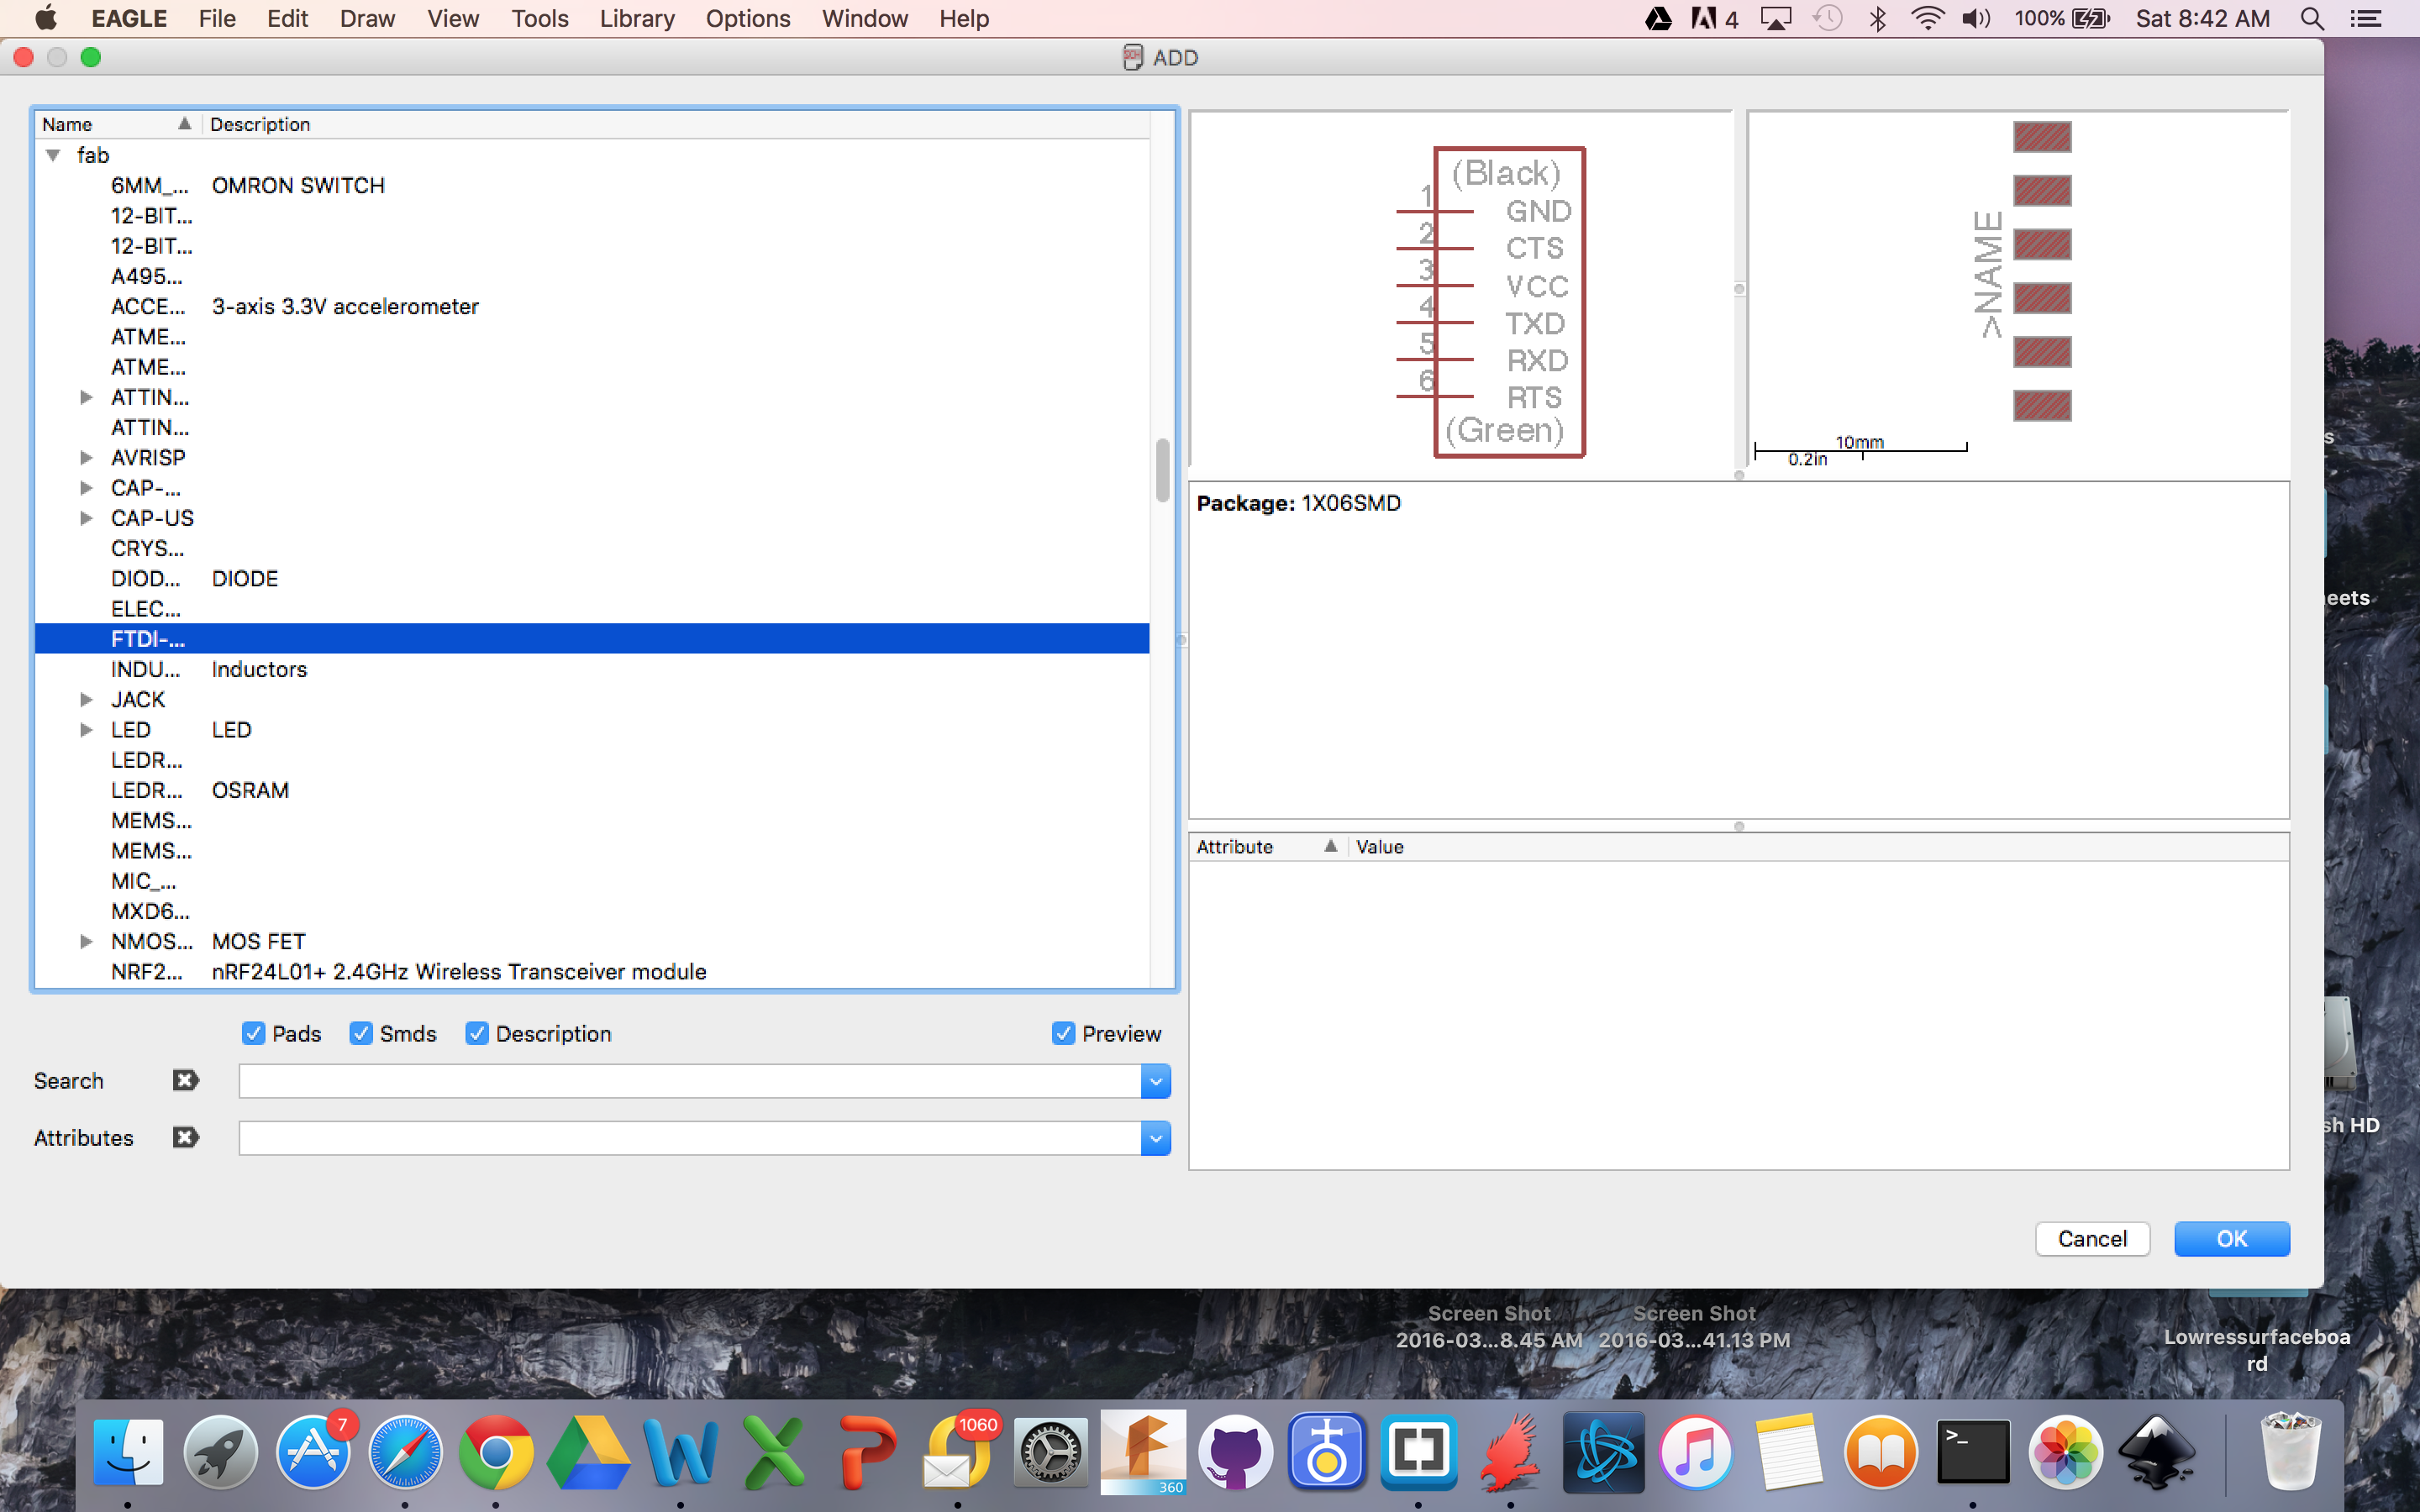 EAGLE File Edit Draw View Tools Library Options Window Help 4 100% Sat 8:42 AM
ADD
Name Description
fab
6MM_... OMRON SWITCH
12-BIT...
12-BIT...
A495...
ACCE... 3-axis 3.3V accelerometer
ATME...
ATME...
ATTIN...
ATTIN...
AVRISP
CAP-...
CAP-US
CRYS...
DIOD... DIODE
ELEC...
FTDI-...
INDU... Inductors
JACK
LED LED
LEDR...
LEDR... OSRAM
MEMS...
MEMS...
MIC_...
MXD6...
NMOS... MOS FET
NRF2... nRF24L01+ 2.4GHz Wireless Transceiver module
Pads Smds Description Preview
Search
Attributes
(Black)
1 GND
2 CTS
3 VCC
4 TXD
5 RXD
6 RTS
(Green)
>NAME
10mm
0.2in
Package: 1X06SMD
Attribute Value
Cancel OK
s
eets
sh HD
Screen Shot
2016-03...8.45 AM
Screen Shot
2016-03...41.13 PM
Lowressurfaceboa
rd
7
1060
360
>_